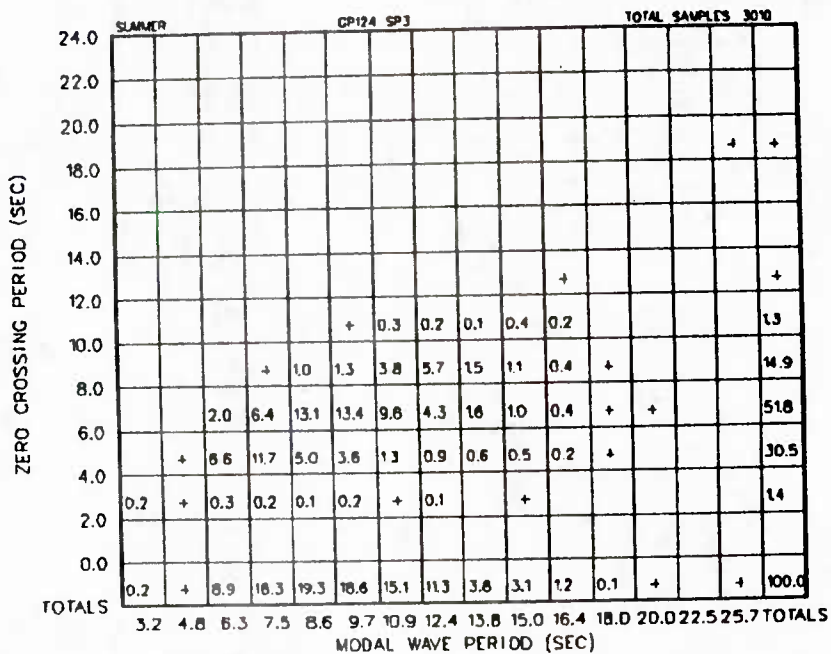 SUMMER GP124 SP3 TOTAL SAMPLES 3010
24.0
22.0
20.0
+ +
18.0
16.0
14.0
+ +
12.0
+ 0.3 0.2 0.1 0.4 0.2 1.3
10.0
+ 1.0 1.3 3.8 5.7 1.5 1.1 0.4 + 14.9
8.0
2.0 6.4 13.1 13.4 9.6 4.3 1.6 1.0 0.4 + + 51.8
6.0
+ 6.6 11.7 5.0 3.6 1.3 0.9 0.6 0.5 0.2 + 30.5
4.0
0.2 + 0.3 0.2 0.1 0.2 + 0.1 + 1.4
2.0
0.0
0.2 + 8.9 18.3 19.3 18.6 15.1 11.3 3.8 3.1 1.2 0.1 + + 100.0
TOTALS
3.2 4.8 6.3 7.5 8.6 9.7 10.9 12.4 13.8 15.0 16.4 18.0 20.0 22.5 25.7 TOTALS
MODAL WAVE PERIOD (SEC)
ZERO CROSSING PERIOD (SEC)